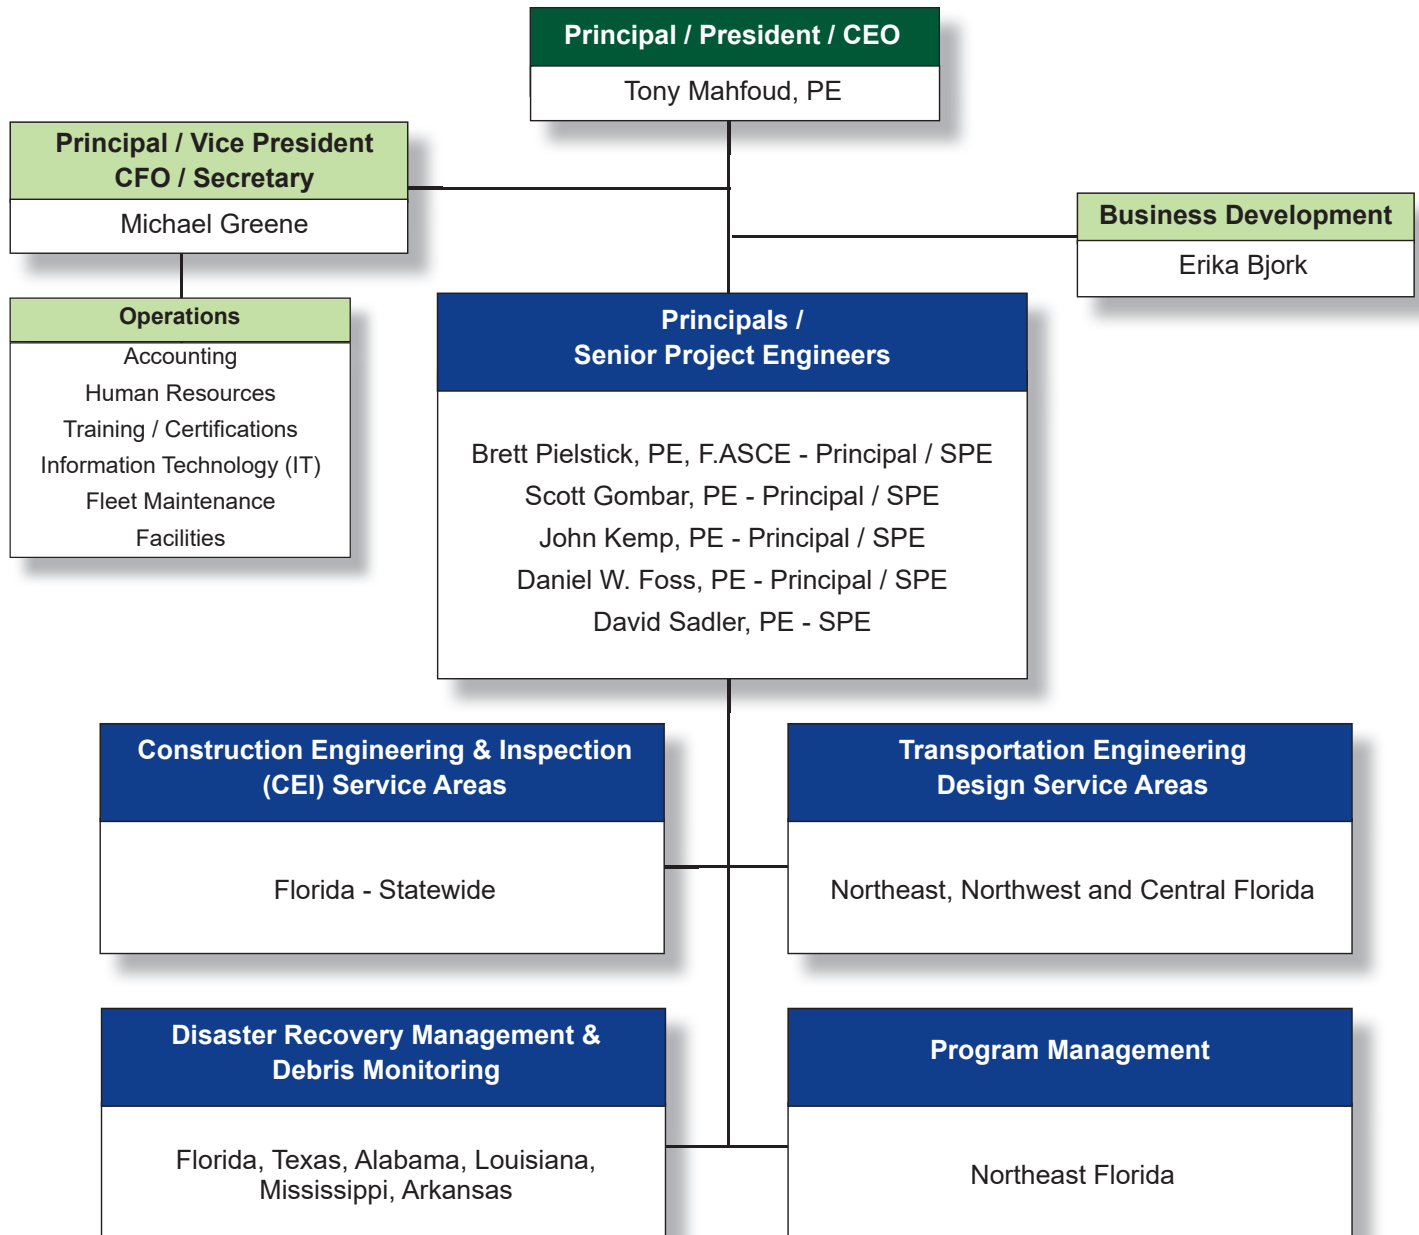 Principal / President / CEO
Tony Mahfoud, PE
Principal / Vice President
CFO / Secretary
Michael Greene
Business Development
Erika Bjork
Operations
Accounting
Human Resources
Training / Certifications
Information Technology (IT)
Fleet Maintenance
Facilities
Principals /
Senior Project Engineers
Brett Pielstick, PE, F.ASCE - Principal / SPE
Scott Gombar, PE - Principal / SPE
John Kemp, PE - Principal / SPE
Daniel W. Foss, PE - Principal / SPE
David Sadler, PE - SPE
Construction Engineering & Inspection
(CEI) Service Areas
Florida - Statewide
Transportation Engineering
Design Service Areas
Northeast, Northwest and Central Florida
Disaster Recovery Management &
Debris Monitoring
Florida, Texas, Alabama, Louisiana,
Mississippi, Arkansas
Program Management
Northeast Florida